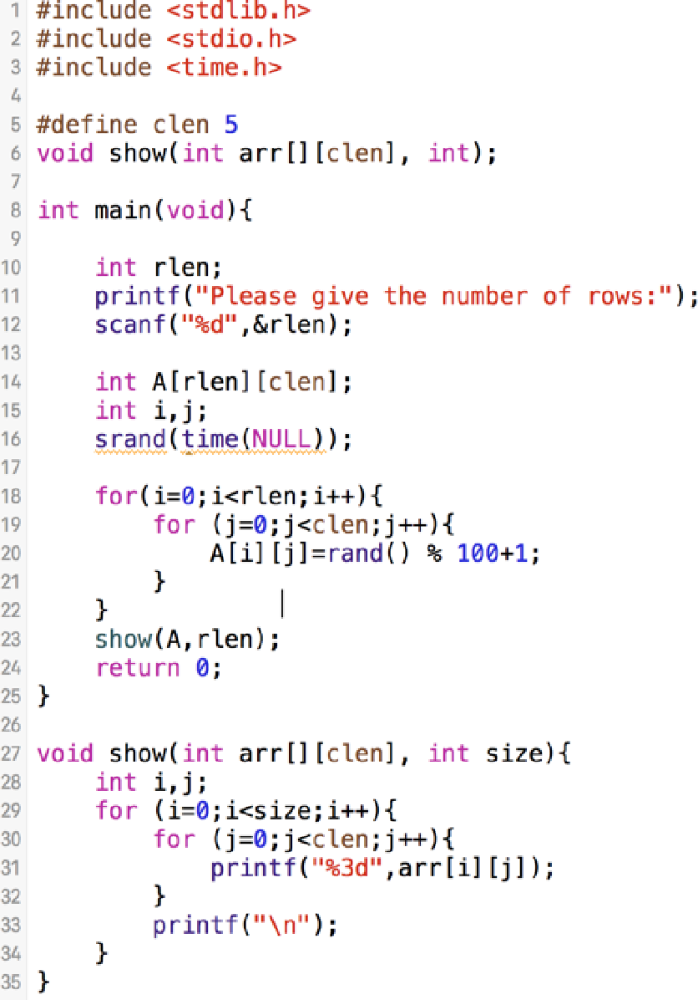 1 #include <stdlib.h>
2 #include <stdio.h>
3 #include <time.h>
4
5 #define clen 5
6 void show(int arr[][clen], int);
7
8 int main(void){
9
10     int rlen;
11     printf("Please give the number of rows:");
12     scanf("%d",&rlen);
13
14     int A[rlen][clen];
15     int i,j;
16     srand(time(NULL));
17
18     for(i=0;i<rlen;i++){
19         for (j=0;j<clen;j++){
20             A[i][j]=rand() % 100+1;
21         }
22     }
23     show(A,rlen);
24     return 0;
25 }
26
27 void show(int arr[][clen], int size){
28     int i,j;
29     for (i=0;i<size;i++){
30         for (j=0;j<clen;j++){
31             printf("%3d",arr[i][j]);
32         }
33         printf("\n");
34     }
35 }